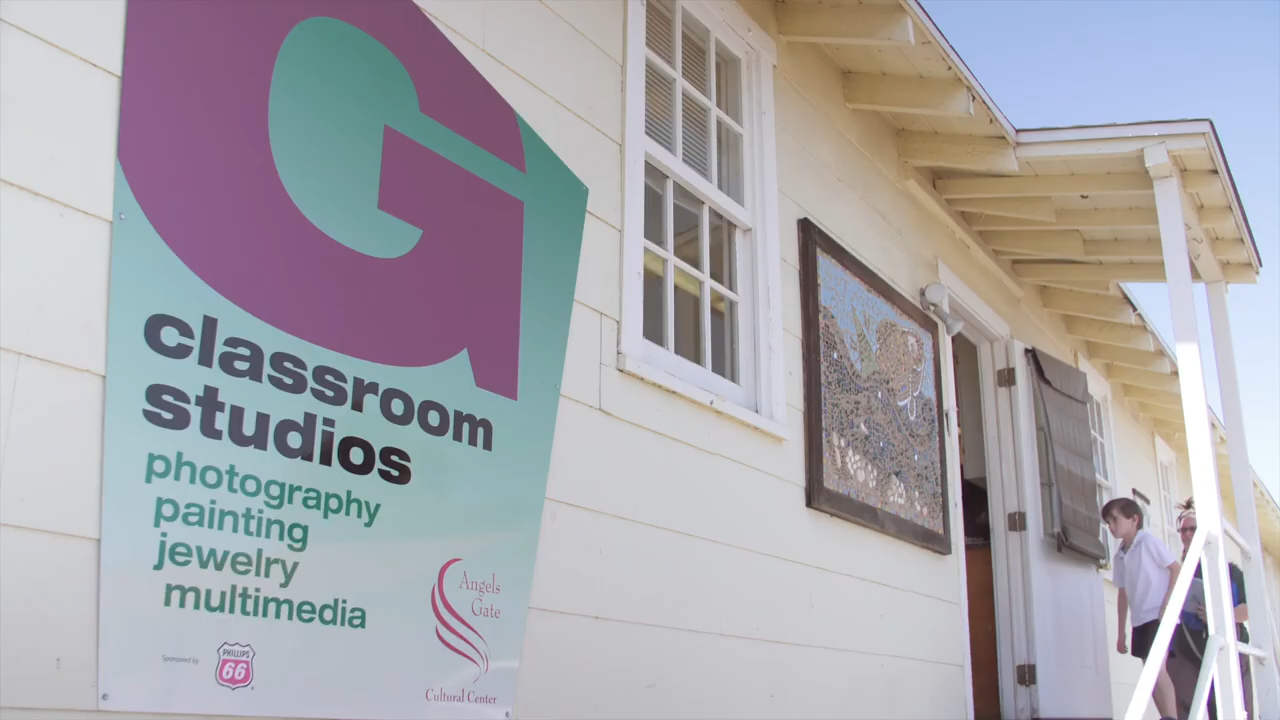 G
classroom
studios
photography
painting
jewelry
multimedia
Sponsored by
PHILLIPS
66
Angels
Gate
Cultural Center